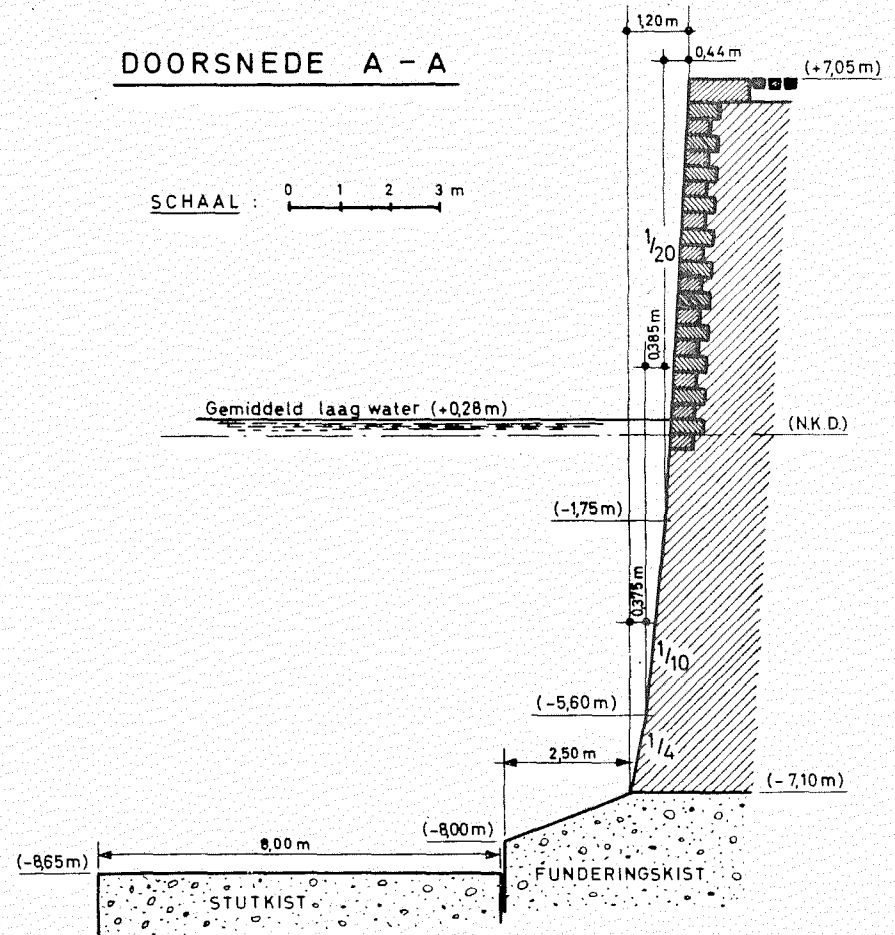 1,20 m
0,44 m
DOORSNEDE A - A
(+7,05 m)
SCHAAL : 0 1 2 3 m
1/20
0,385 m
Gemiddeld laag water (+0,28 m)
(N.K.D.)
(-1,75 m)
0,375 m
1/10
(-5,60 m)
1/4
2,50 m
(-7,10 m)
(-8,00 m)
8,00 m
(-8,65 m)
FUNDERINGSKIST
STUTKIST